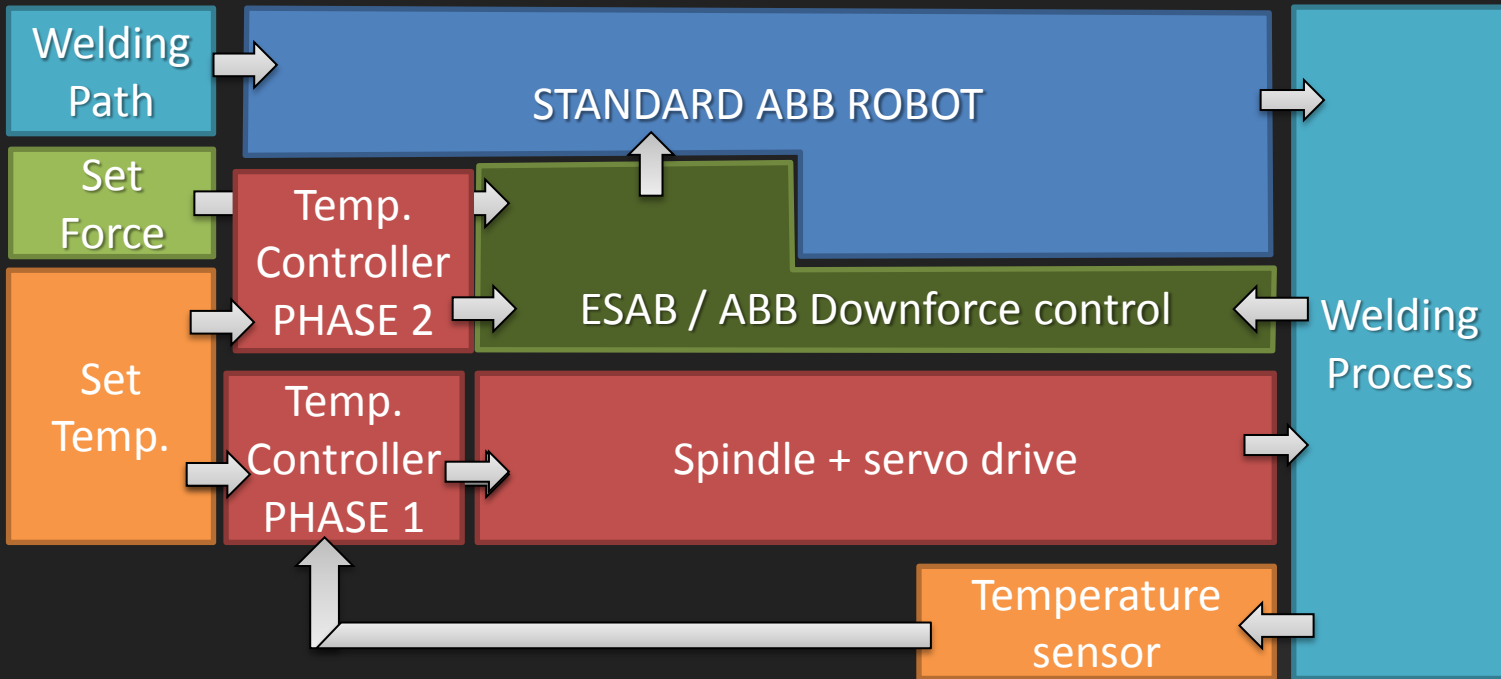 Welding
Path
STANDARD ABB ROBOT
Set
Force
Temp.
Controller
PHASE 2
ESAB / ABB Downforce control
Welding
Process
Set
Temp.
Temp.
Controller
PHASE 1
Spindle + servo drive
Temperature
sensor